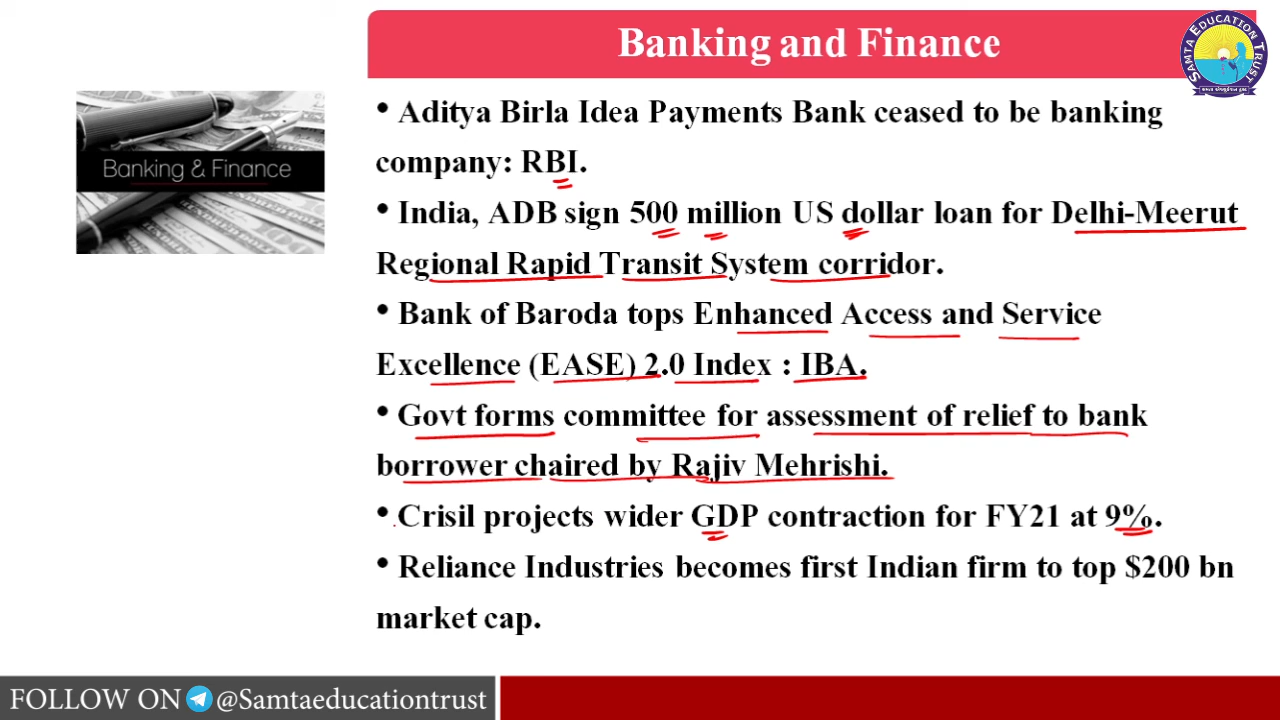 Banking and Finance
SAMTA EDUCATION TRUST
Banking & Finance
• Aditya Birla Idea Payments Bank ceased to be banking
company: RBI.
• India, ADB sign 500 million US dollar loan for Delhi-Meerut
Regional Rapid Transit System corridor.
• Bank of Baroda tops Enhanced Access and Service
Excellence (EASE) 2.0 Index : IBA.
• Govt forms committee for assessment of relief to bank
borrower chaired by Rajiv Mehrishi.
• Crisil projects wider GDP contraction for FY21 at 9%.
• Reliance Industries becomes first Indian firm to top $200 bn
market cap.
FOLLOW ON @Samtaeducationtrust